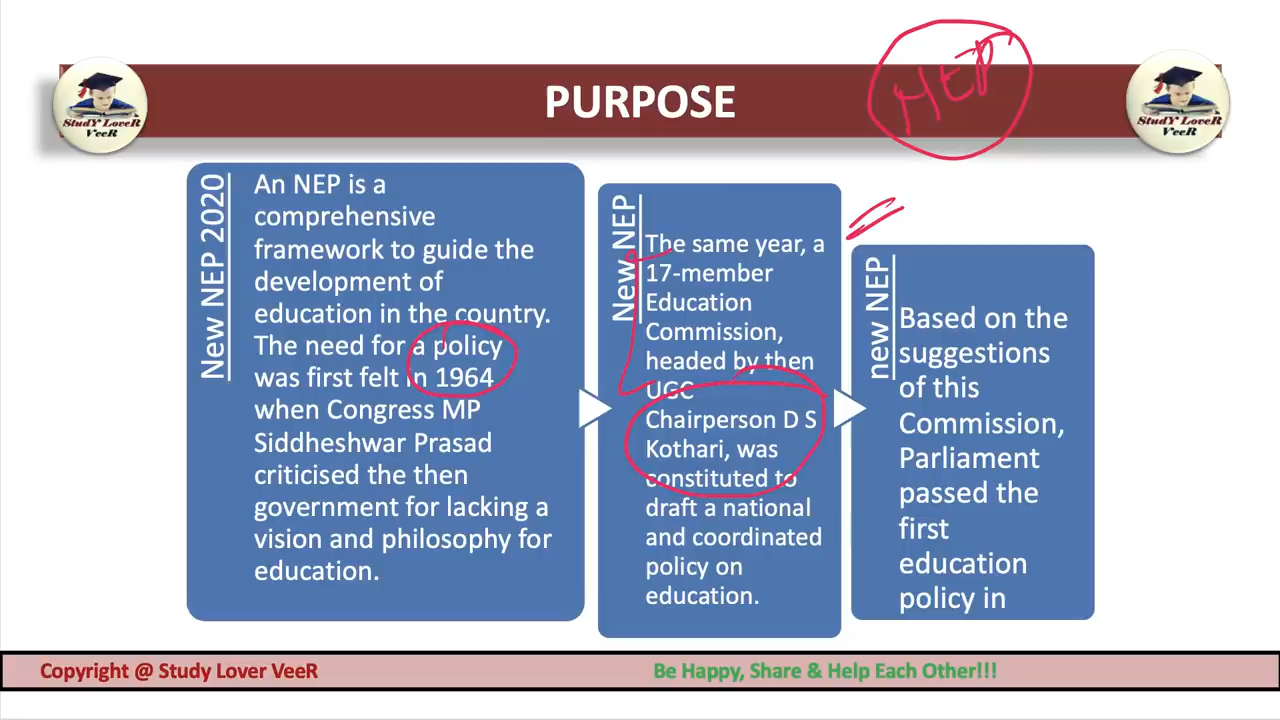 NEP
PURPOSE
StudY LoveR
VeeR
StudY LoveR
VeeR
New NEP 2020
An NEP is a
comprehensive
framework to guide the
development of
education in the country.
The need for a policy
was first felt in 1964
when Congress MP
Siddheshwar Prasad
criticised the then
government for lacking a
vision and philosophy for
education.
New NEP
The same year, a
17-member
Education
Commission,
headed by then
UGC
Chairperson D S
Kothari, was
constituted to
draft a national
and coordinated
policy on
education.
new NEP
Based on the
suggestions
of this
Commission,
Parliament
passed the
first
education
policy in
Copyright @ Study Lover VeeR
Be Happy, Share & Help Each Other!!!